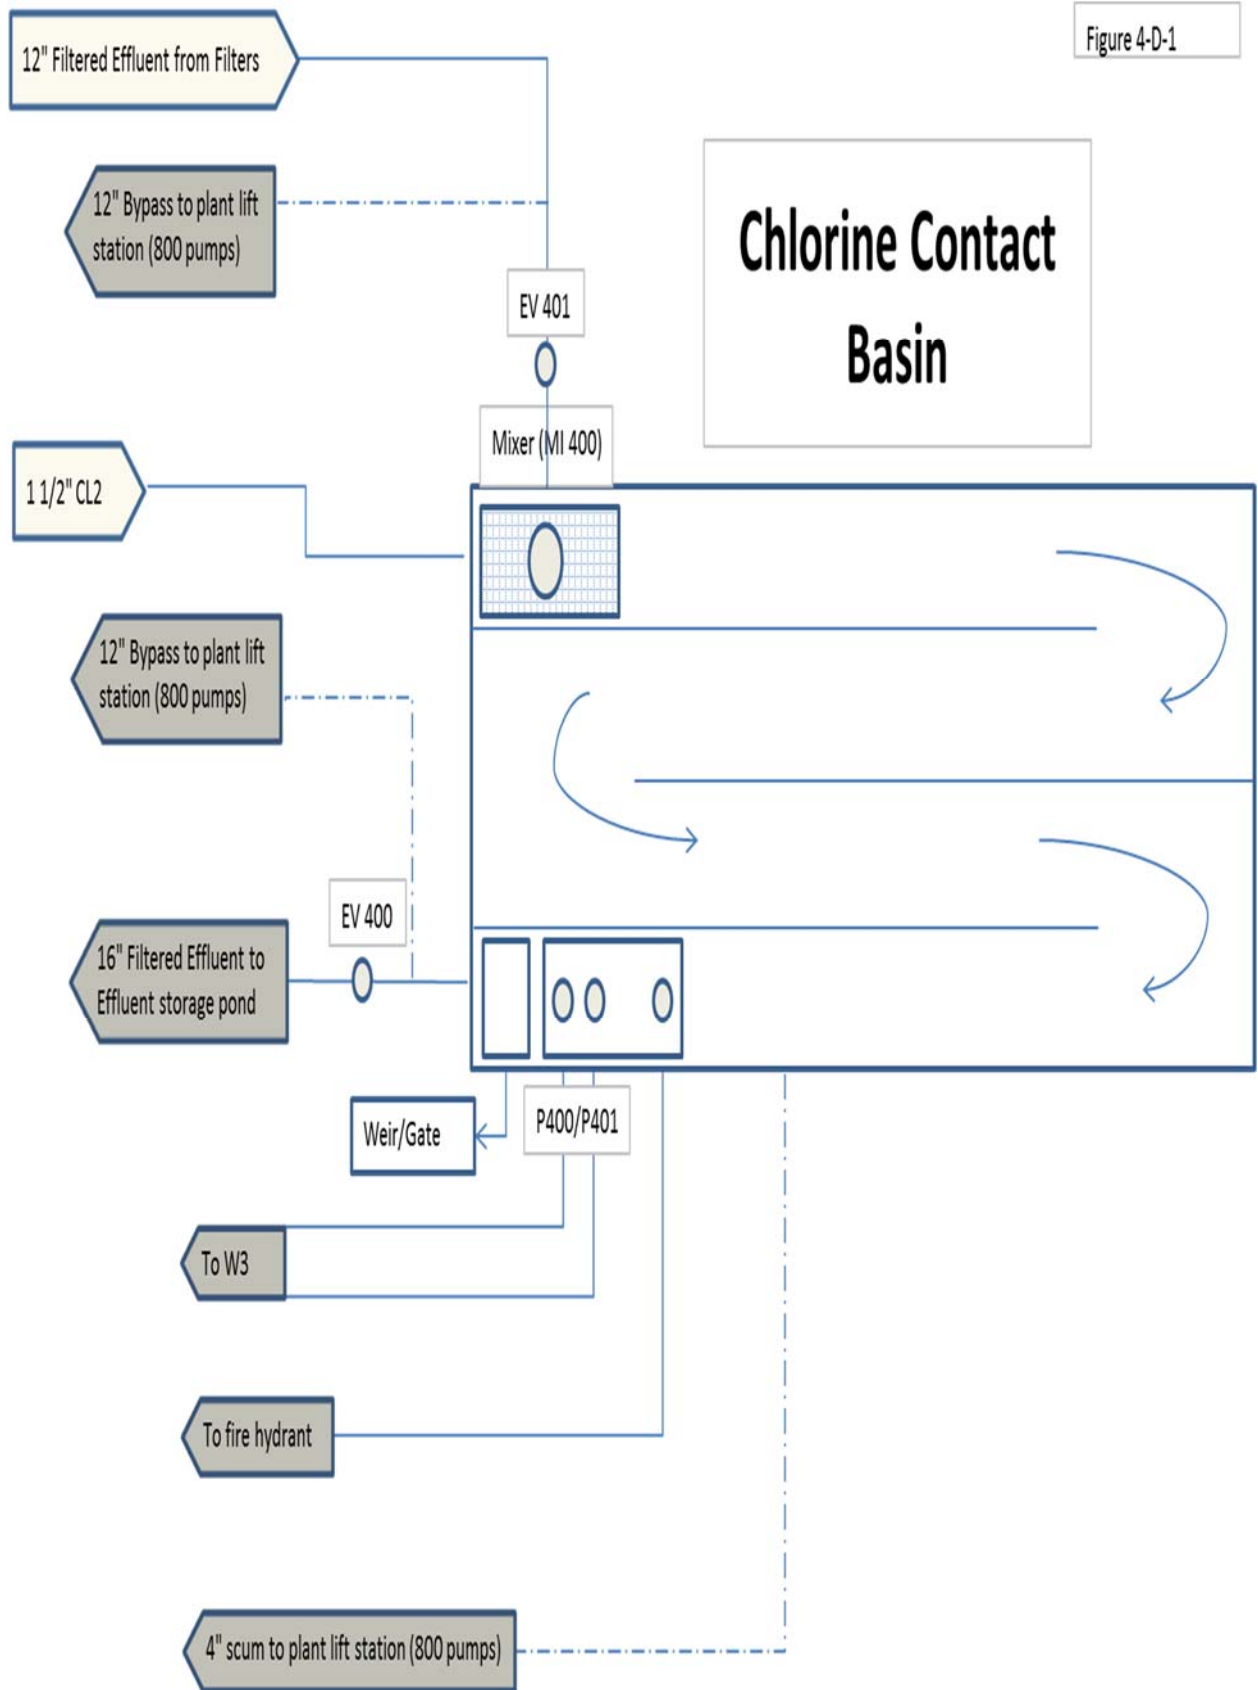 Figure 4-D-1
12" Filtered Effluent from Filters
12" Bypass to plant lift
station (800 pumps)
Chlorine Contact
Basin
EV 401
Mixer (MI 400)
1 1/2" CL2
12" Bypass to plant lift
station (800 pumps)
EV 400
16" Filtered Effluent to
Effluent storage pond
Weir/Gate
P400/P401
To W3
To fire hydrant
4" scum to plant lift station (800 pumps)